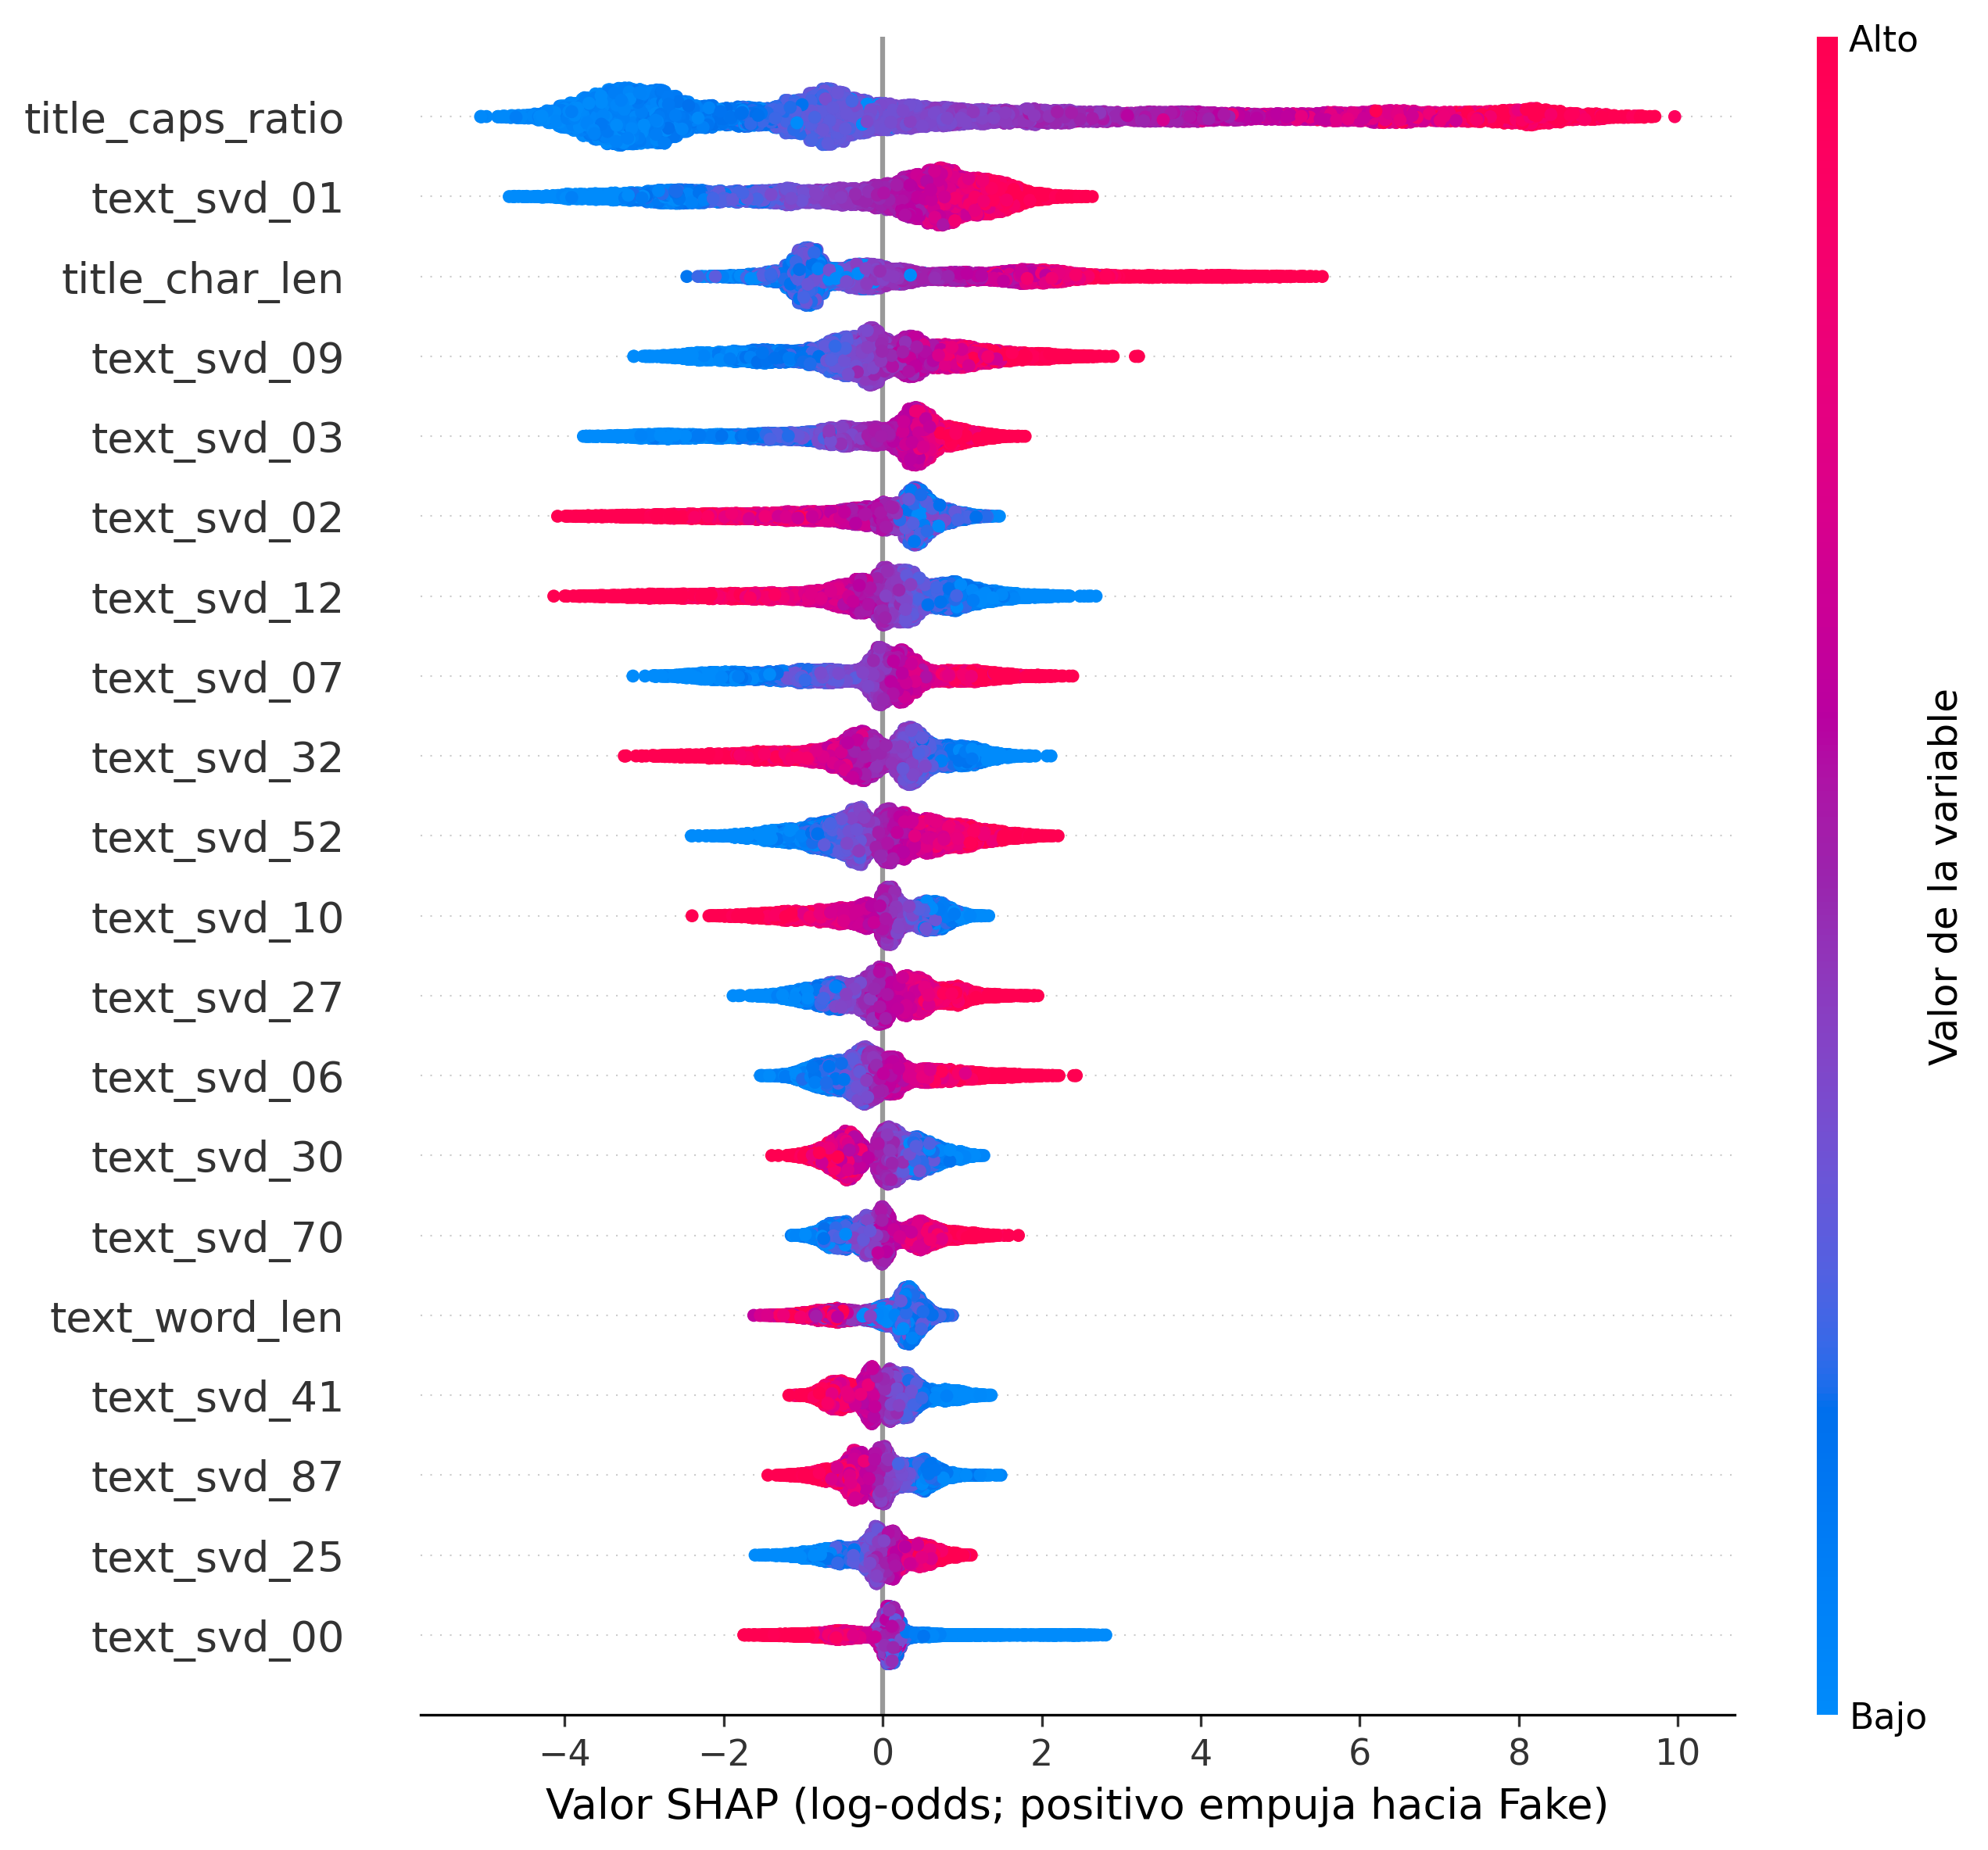 Alto
title_caps_ratio
text_svd_01
title_char_len
text_svd_09
text_svd_03
text_svd_02
text_svd_12
text_svd_07
text_svd_32
text_svd_52
text_svd_10
text_svd_27
text_svd_06
text_svd_30
text_svd_70
text_word_len
text_svd_41
text_svd_87
text_svd_25
text_svd_00
Valor de la variable
Bajo
−4 −2 0 2 4 6 8 10
Valor SHAP (log-odds; positivo empuja hacia Fake)